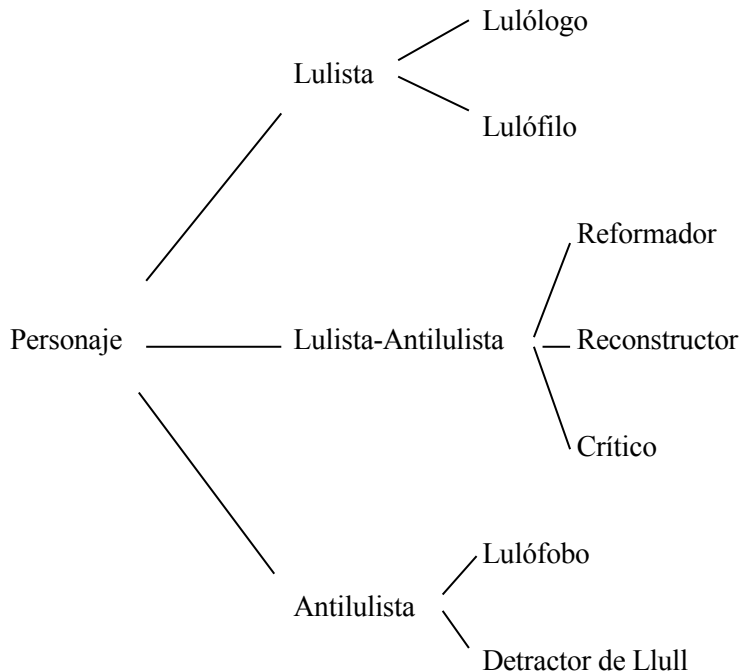 Lulólogo
Lulista
Lulófilo
Reformador
Personaje
Lulista-Antilulista
Reconstructor
Crítico
Lulófobo
Antilulista
Detractor de Llull